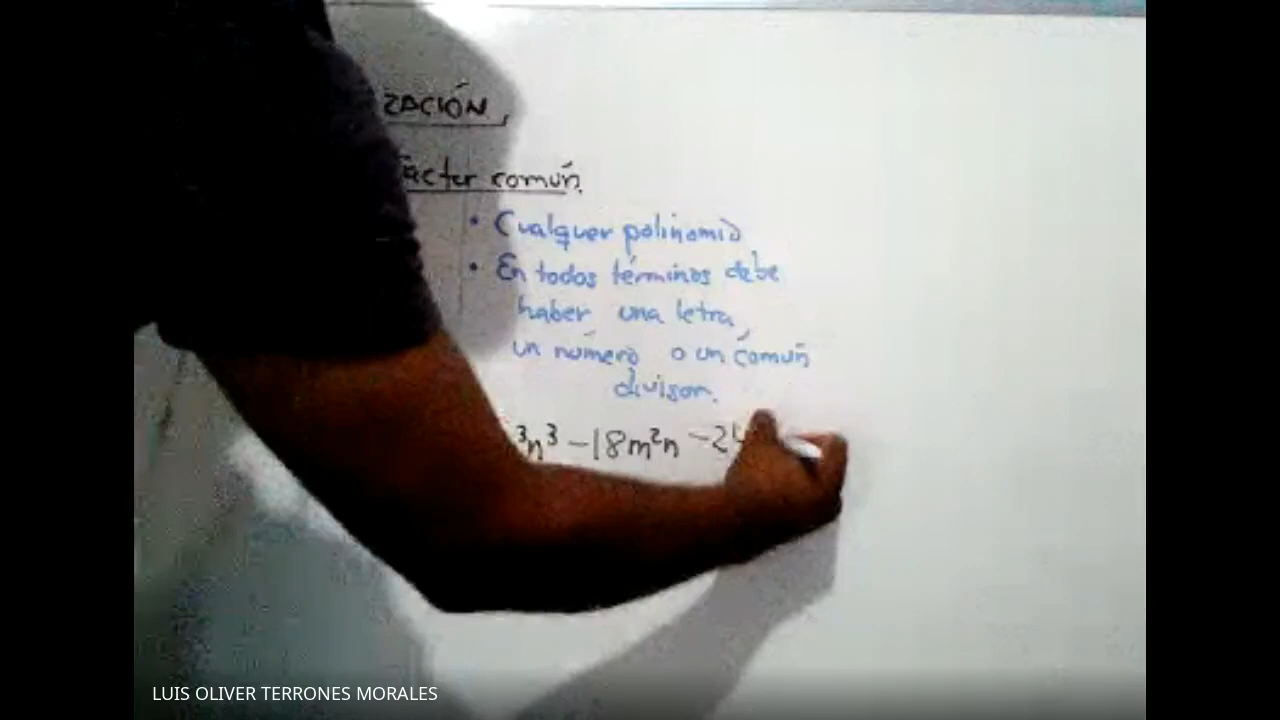 ZACIÓN
factor común.
• Cualquer polinomio
• En todos términos debe
haber una letra,
un número o un común
divisor.
³n³ -18m²n -2
LUIS OLIVER TERRONES MORALES